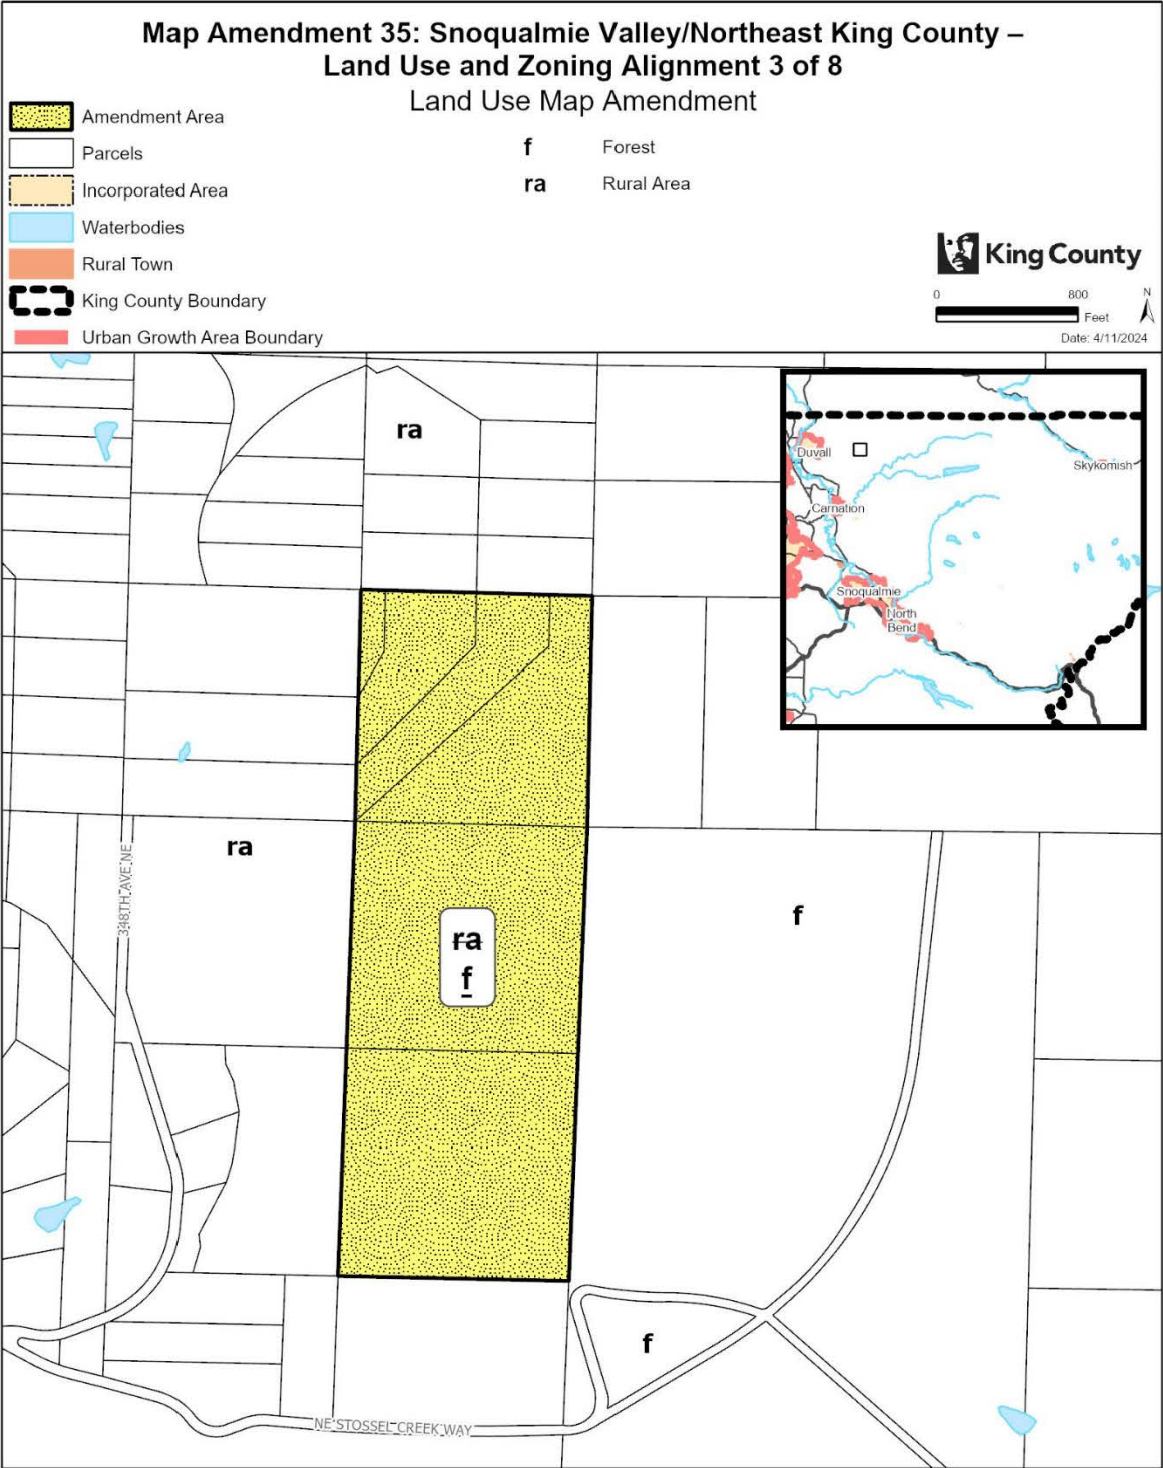 Map Amendment 35: Snoqualmie Valley/Northeast King County –
Land Use and Zoning Alignment 3 of 8
Land Use Map Amendment
Amendment Area
Parcels
Incorporated Area
Waterbodies
Rural Town
King County Boundary
Urban Growth Area Boundary
f Forest
ra Rural Area
King County
0 800
Feet
N
Date: 4/11/2024
ra
Duvall
Skykomish
Carnation
Snoqualmie
North
Bend
ra
348TH AVE NE
f
ra
f
f
NE STOSSEL CREEK WAY